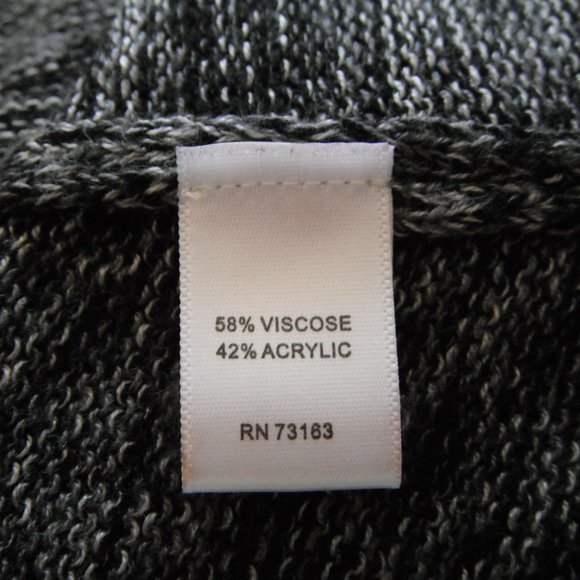 58% VISCOSE
42% ACRYLIC
RN 73163